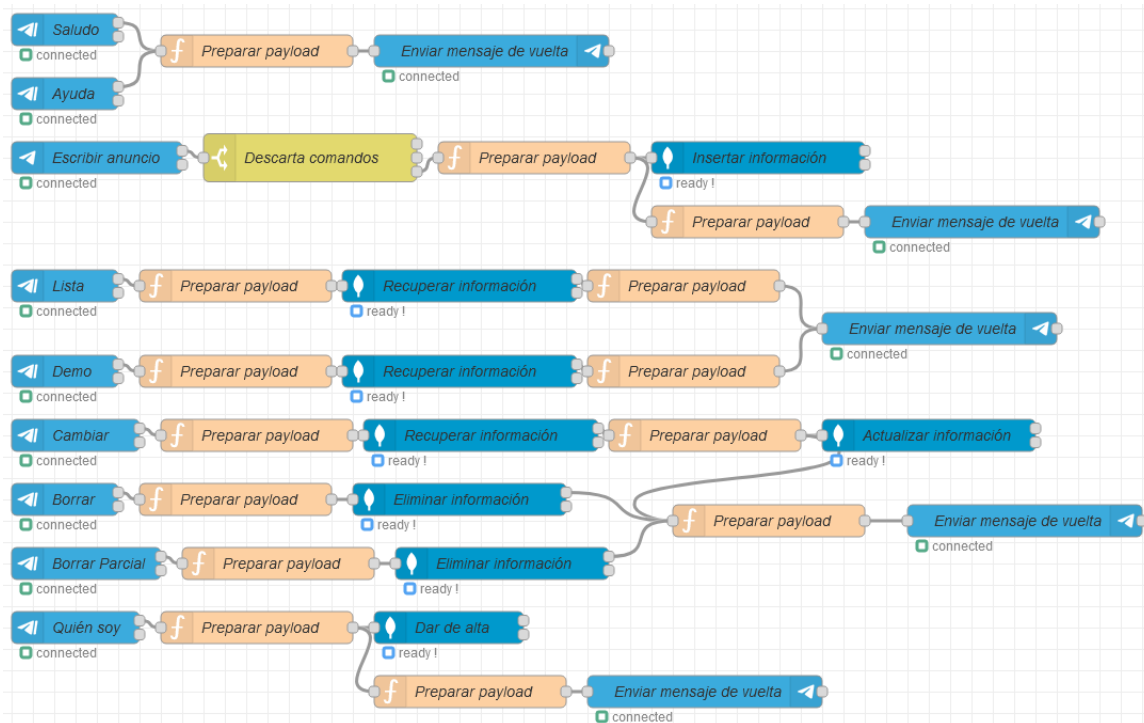 Saludo
connected
Preparar payload
Enviar mensaje de vuelta
connected
Ayuda
connected
Escribir anuncio
connected
Descarta comandos
Preparar payload
Insertar información
ready !
Preparar payload
Enviar mensaje de vuelta
connected
Lista
connected
Preparar payload
Recuperar información
ready !
Preparar payload
Enviar mensaje de vuelta
connected
Demo
connected
Preparar payload
Recuperar información
ready !
Preparar payload
Cambiar
connected
Preparar payload
Recuperar información
ready !
Preparar payload
Actualizar información
ready !
Borrar
connected
Preparar payload
Eliminar información
ready !
Preparar payload
Enviar mensaje de vuelta
connected
Borrar Parcial
connected
Preparar payload
Eliminar información
ready !
Quién soy
connected
Preparar payload
Dar de alta
ready !
Preparar payload
Enviar mensaje de vuelta
connected